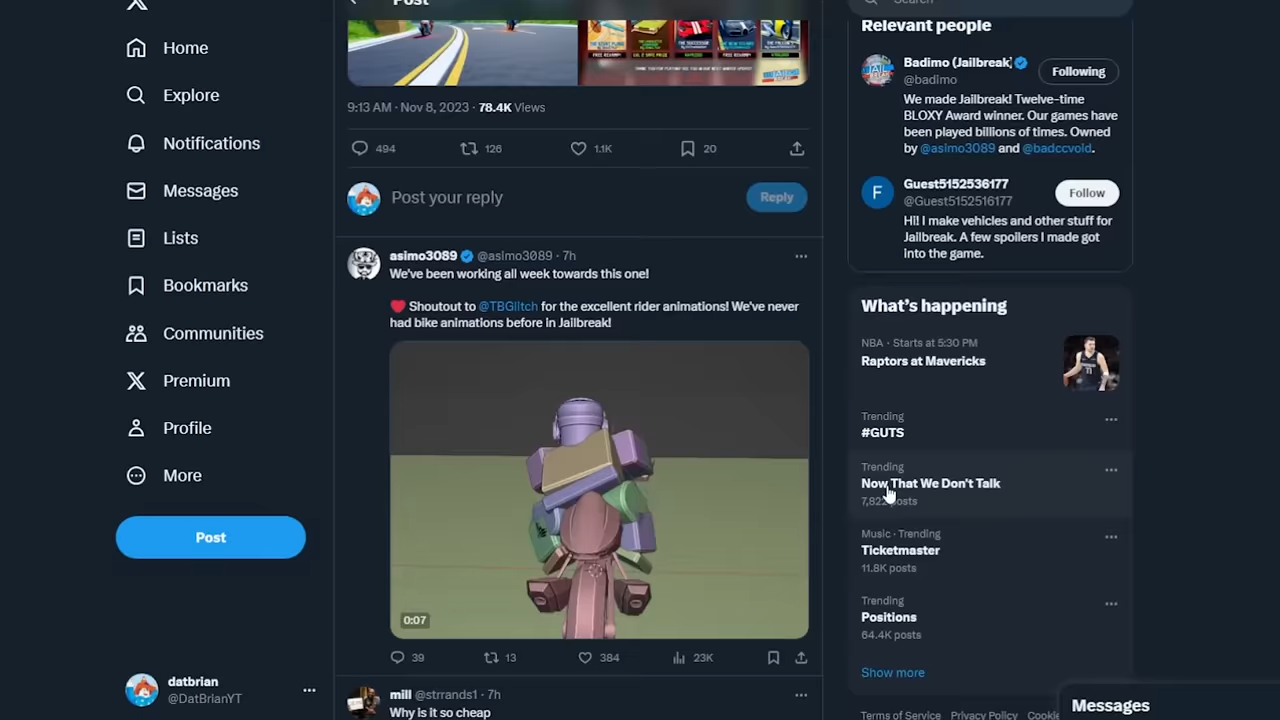 Post
Search
Home
Explore
Notifications
Messages
Lists
Bookmarks
Communities
Premium
Profile
More
Post
datbrian
@DatBrianYT
9:13 AM · Nov 8, 2023 · 78.4K Views
494
126
1.1K
20
Post your reply
Reply
asimo3089 @asimo3089 · 7h
We've been working all week towards this one!
Shoutout to @TBGlitch for the excellent rider animations! We've never
had bike animations before in Jailbreak!
0:07
39
13
384
23K
mill @strrands1 · 7h
Why is it so cheap
Relevant people
Badimo (Jailbreak)
@badimo
Following
We made Jailbreak! Twelve-time
BLOXY Award winner. Our games have
been played billions of times. Owned
by @asimo3089 and @badccvoid.
F
Guest5152536177
@Guest5152516177
Follow
Hi! I make vehicles and other stuff for
Jailbreak. A few spoilers I made got
into the game.
What's happening
NBA · Starts at 5:30 PM
Raptors at Mavericks
Trending
#GUTS
Trending
Now That We Don't Talk
posts
Music · Trending
Ticketmaster
11.8K posts
Trending
Positions
64.4K posts
Show more
Terms of Service Privacy Policy Cookie
Messages